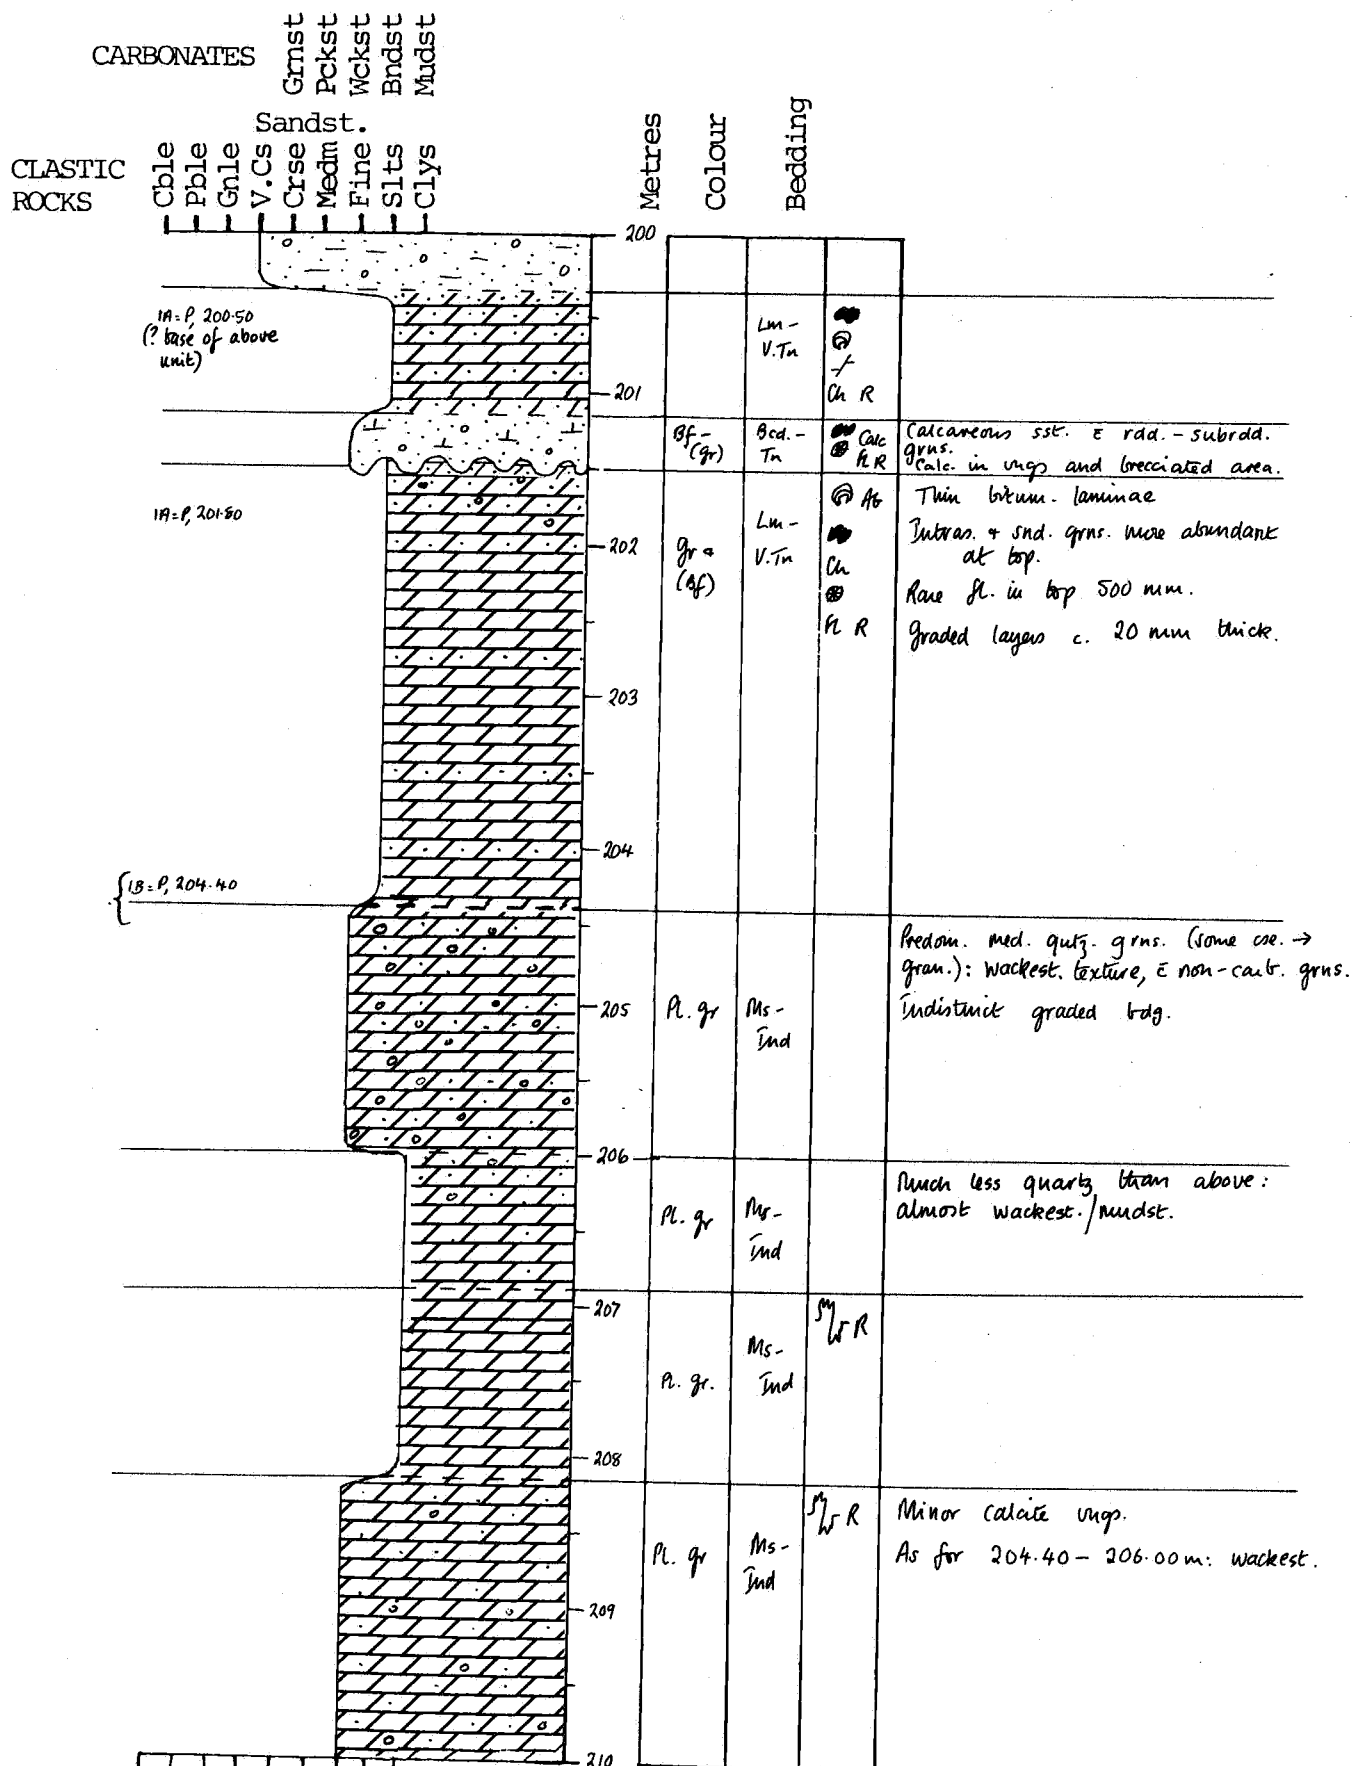 CARBONATES
Grnst
Pckst
Wckst
Bndst
Mudst
Sandst.
CLASTIC
ROCKS
Cble
Pble
Gnle
V.Cs
Crse
Medm
Fine
Slts
Clys
Metres
Colour
Bedding
200
1A=P, 200.50
(? base of above
unit)
Lm-
V.Tn
Ch R
201
Bf-
(gr)
Bcd.-
Tn
Calc
Fl R
Calcareous sst. c̄ rdd.-subrdd.
grns.
Calc. in vugs and brecciated area.
1A=P, 201.80
202
gr &
(Bf)
Lm-
V.Tn
Ab
Ch
Fl R
Thin bitum. laminae
Intras. & snd. grns. more abundant
at top.
Rare fl. in top 500 mm.
Graded layers c. 20 mm thick.
203
204
1B=P, 204.40
Predom. med. qutz. grns. (some cse. →
gran.): wackest. texture, c̄ non-carb. grns.
Indistinct graded bdg.
205
Pl. gr
Ms-
Ind
206
Much less quartz than above:
almost wackest./mudst.
Pl. gr
Ms-
Ind
207
R
Pl. gr.
Ms-
Ind
208
R
Minor calcite vugs.
As for 204.40 - 206.00m: wackest.
Pl. gr
Ms-
Ind
209
210